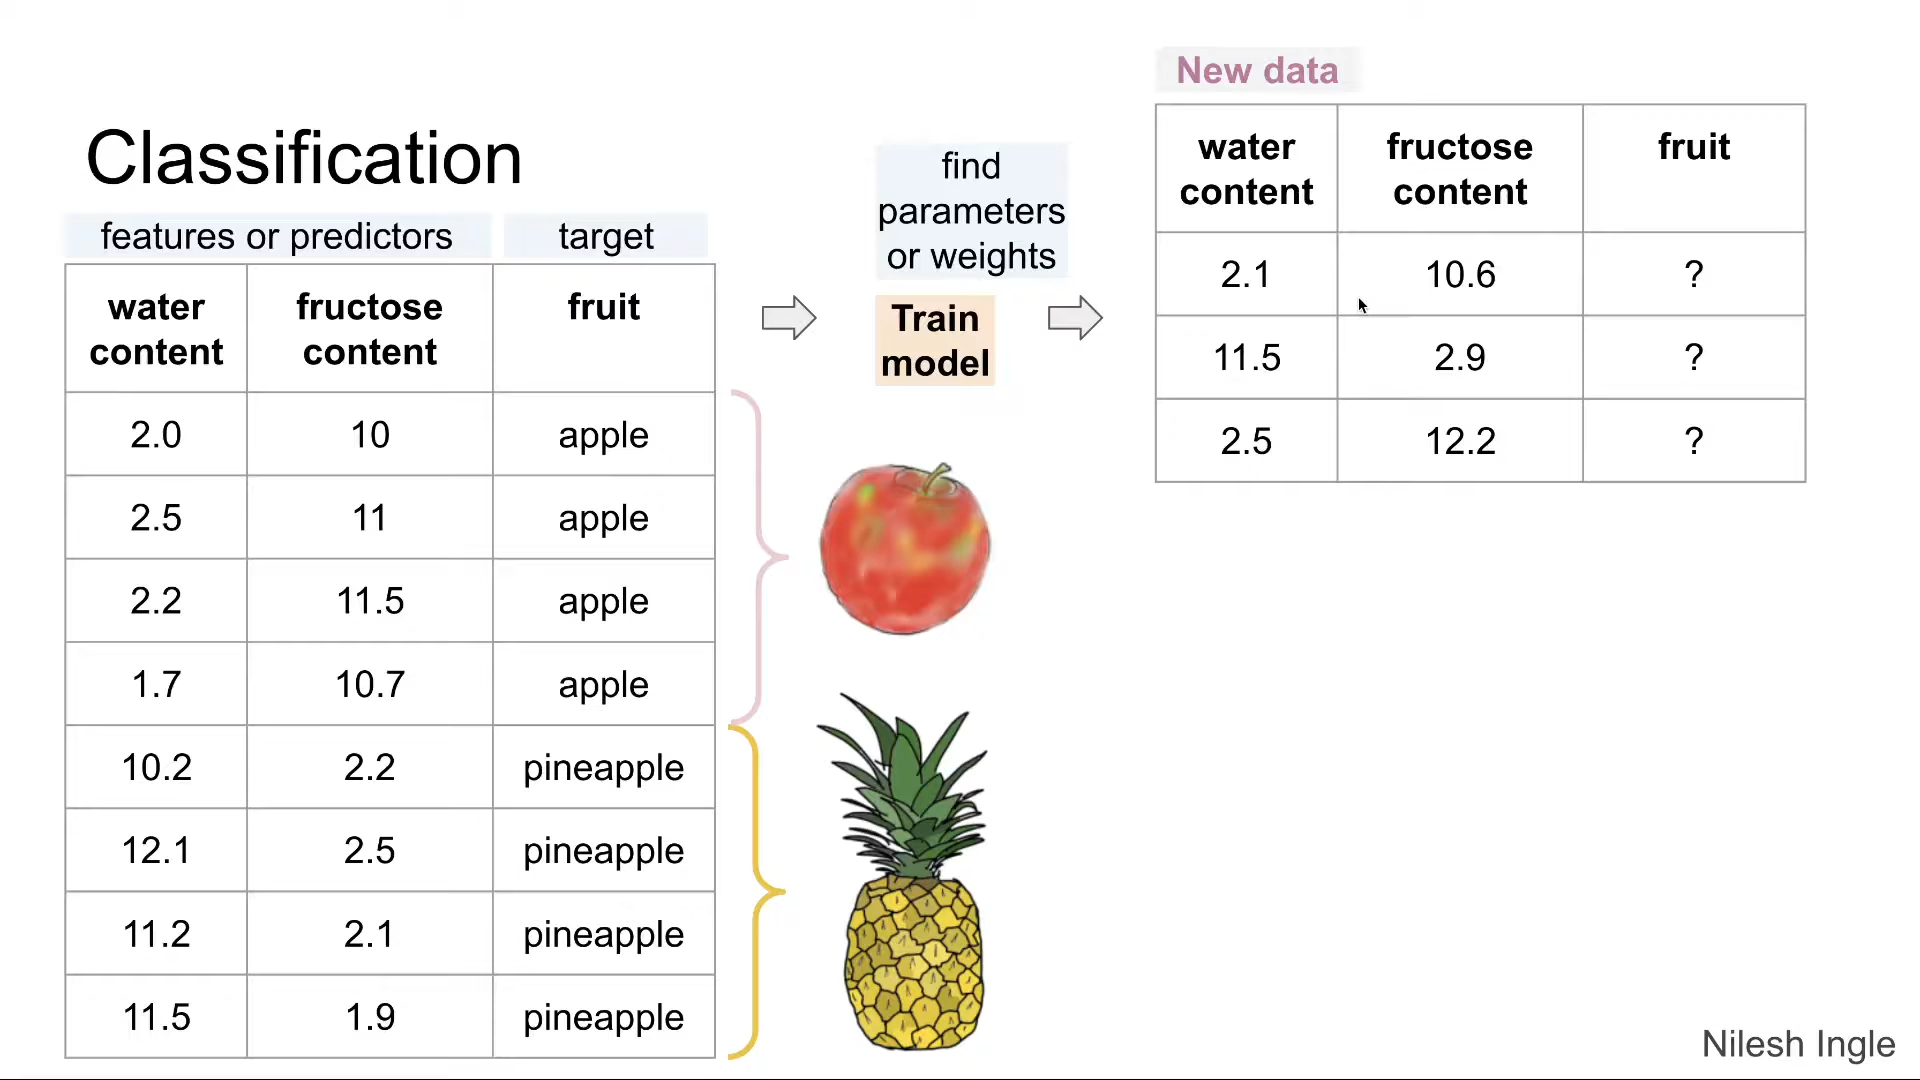 Classification
features or predictors target
water content fructose content fruit
2.0 10 apple
2.5 11 apple
2.2 11.5 apple
1.7 10.7 apple
10.2 2.2 pineapple
12.1 2.5 pineapple
11.2 2.1 pineapple
11.5 1.9 pineapple
find
parameters
or weights
Train
model
New data
water content fructose content fruit
2.1 10.6 ?
11.5 2.9 ?
2.5 12.2 ?
Nilesh Ingle